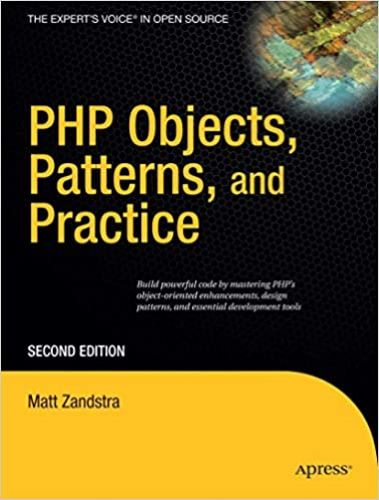 THE EXPERT'S VOICE® IN OPEN SOURCE
PHP Objects,
Patterns, and
Practice
Build powerful code by mastering PHP's
object-oriented enhancements, design
patterns, and essential development tools
SECOND EDITION
Matt Zandstra
Apress®